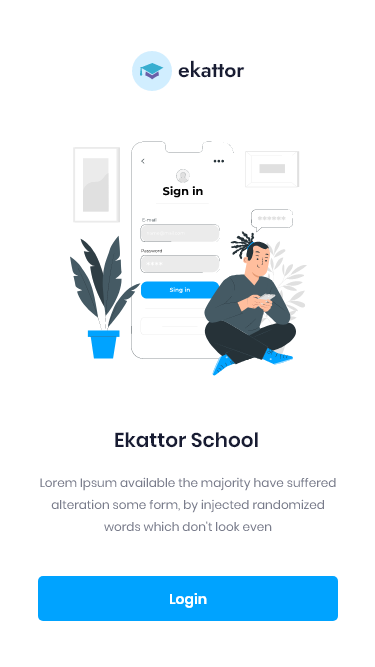 ekattor
Sign in
E-mail
Password
Sing in
Ekattor School
Lorem Ipsum available the majority have suffered
alteration some form, by injected randomized
words which don't look even
Login